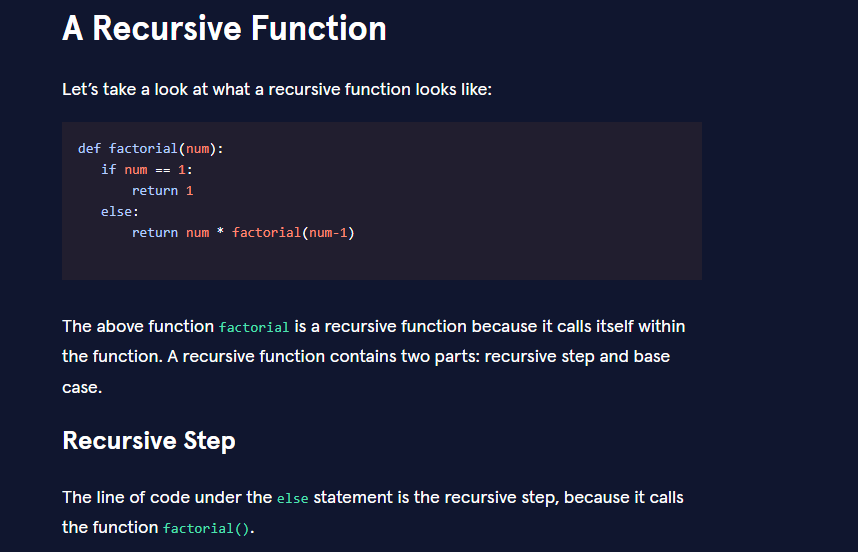 A Recursive Function
Let’s take a look at what a recursive function looks like:
def factorial(num):
   if num == 1:
       return 1
   else:
       return num * factorial(num-1)
The above function factorial is a recursive function because it calls itself within
the function. A recursive function contains two parts: recursive step and base
case.
Recursive Step
The line of code under the else statement is the recursive step, because it calls
the function factorial().